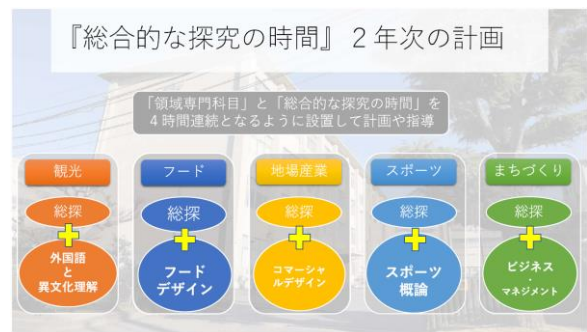 『総合的な探究の時間』２年次の計画
「領域専門科目」と「総合的な探究の時間」を
４時間連続となるように設置して計画や指導
観光
総探
外国語
と
異文化理解
フード
総探
フード
デザイン
地場産業
総探
コマーシャ
ルデザイン
スポーツ
総探
スポーツ
概論
まちづくり
総探
ビジネス
・
マネジメント